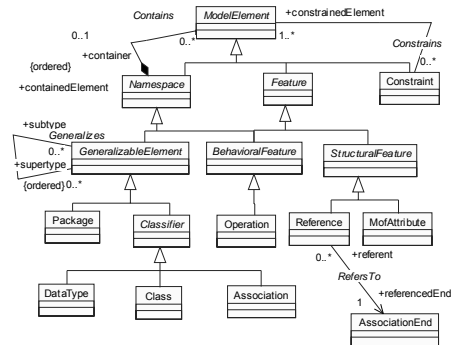 Contains
ModelElement
+constrainedElement
0..1
0..*
1..*
+container
Constrains
{ordered}
0..*
+containedElement
Namespace
Feature
Constraint
+subtype
Generalizes
0..*
GeneralizableElement
BehavioralFeature
StructuralFeature
+supertype
{ordered}
0..*
Package
Classifier
Operation
Reference
MofAttribute
0..*
+referent
RefersTo
DataType
Class
Association
+referencedEnd
1
AssociationEnd